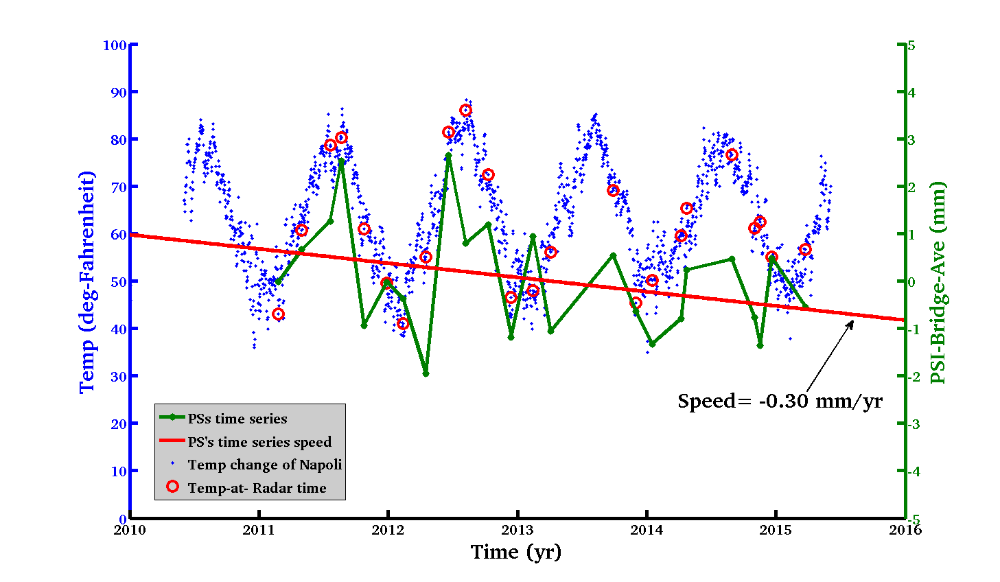 100
90
80
70
60
50
40
30
20
10
0
Temp (deg-Fahrenheit)
5
4
3
2
1
0
-1
-2
-3
-4
-5
PSI-Bridge-Ave (mm)
Speed= -0.30 mm/yr
PSs time series
PS's time series speed
Temp change of Napoli
Temp-at- Radar time
2010 2011 2012 2013 2014 2015 2016
Time (yr)